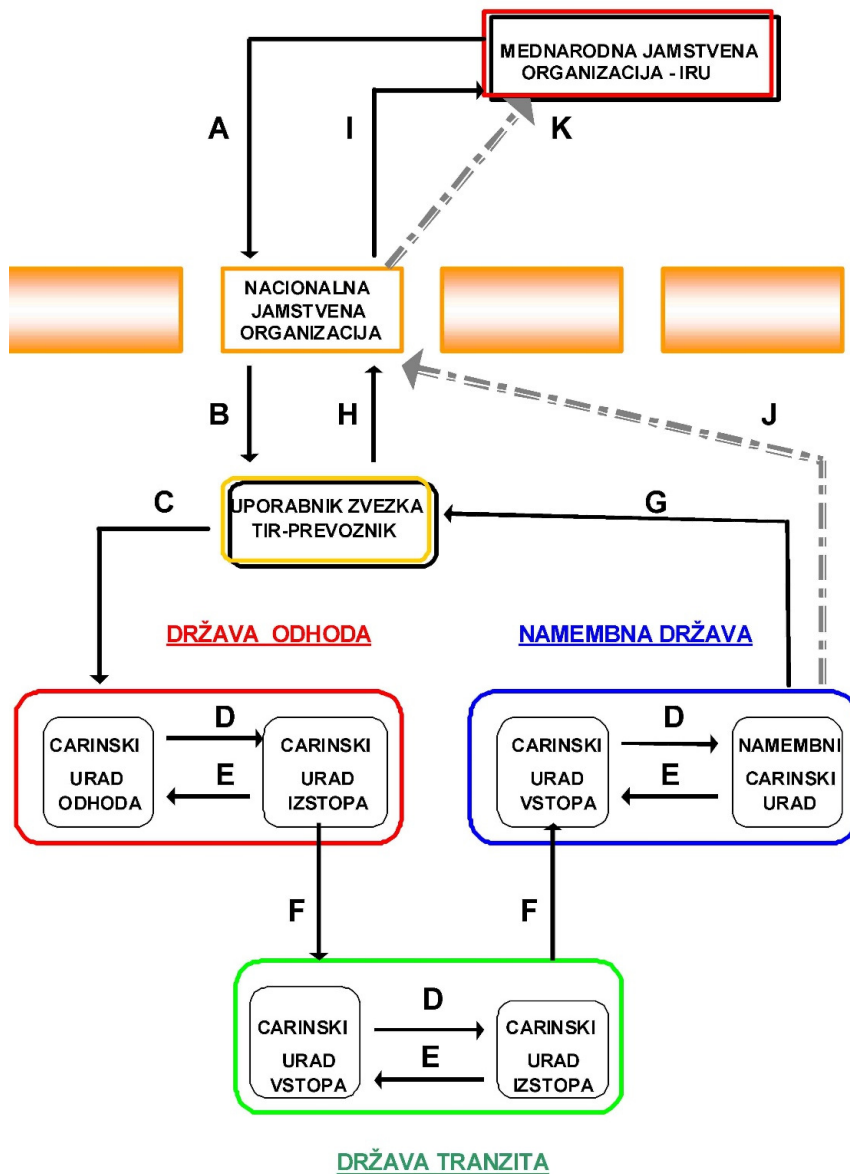 MEDNARODNA JAMSTVENA
ORGANIZACIJA - IRU
A
I
K
NACIONALNA
JAMSTVENA
ORGANIZACIJA
B
H
J
C
UPORABNIK ZVEZKA
TIR-PREVOZNIK
G
DRŽAVA ODHODA
NAMEMBNA DRŽAVA
CARINSKI
URAD
ODHODA
D
E
CARINSKI
URAD
IZSTOPA
CARINSKI
URAD
VSTOPA
D
E
NAMEMBNI
CARINSKI
URAD
F
F
CARINSKI
URAD
VSTOPA
D
E
CARINSKI
URAD
IZSTOPA
DRŽAVA TRANZITA